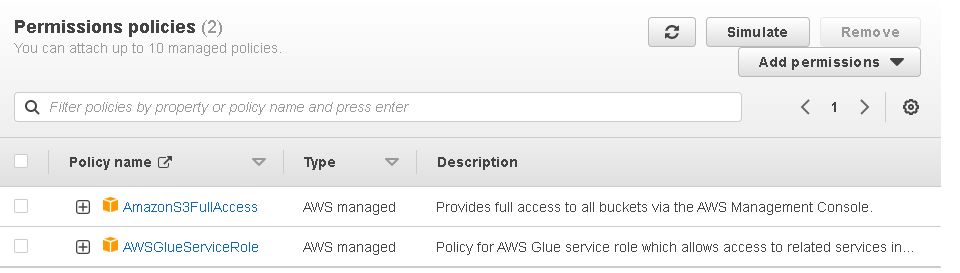 Permissions policies (2)
You can attach up to 10 managed policies.
Simulate
Remove
Add permissions
Filter policies by property or policy name and press enter
1
Policy name Type Description
AmazonS3FullAccess AWS managed Provides full access to all buckets via the AWS Management Console.
AWSGlueServiceRole AWS managed Policy for AWS Glue service role which allows access to related services in...